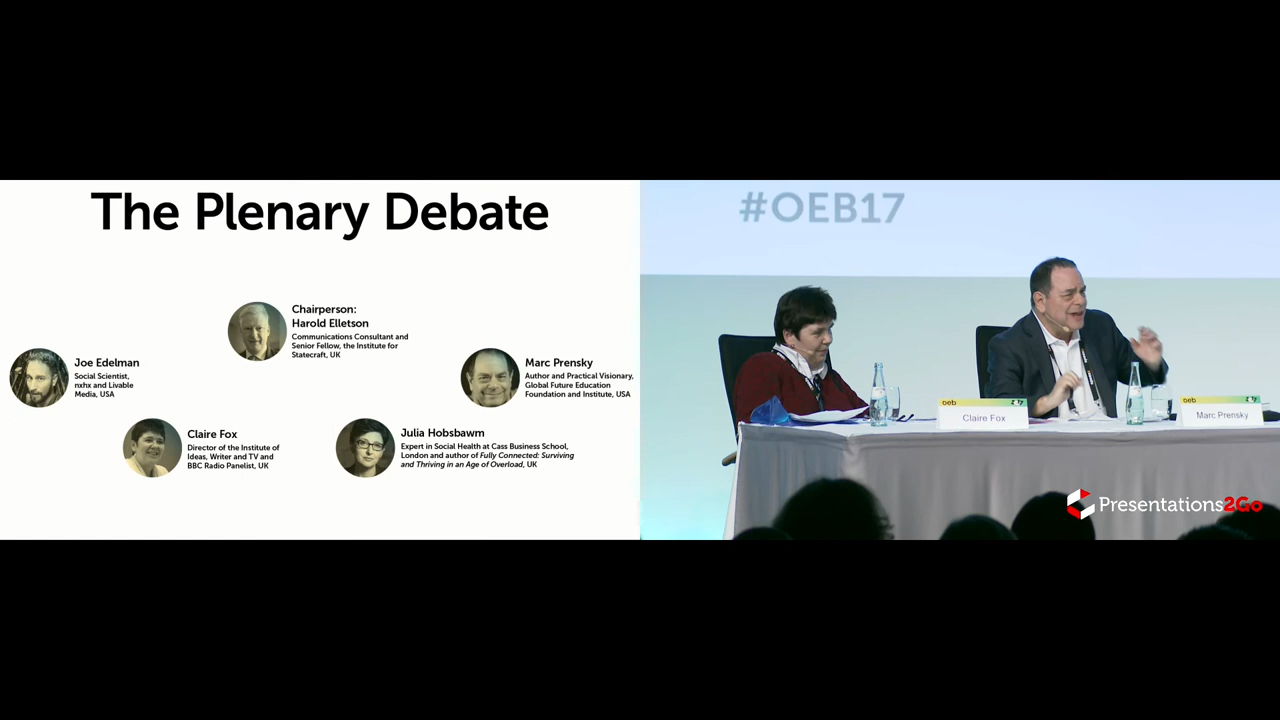 The Plenary Debate
Chairperson:
Harold Elletson
Communications Consultant and
Senior Fellow, the Institute for
Statecraft, UK
Joe Edelman
Social Scientist,
nxhx and Livable
Media, USA
Marc Prensky
Author and Practical Visionary,
Global Future Education
Foundation and Institute, USA
Claire Fox
Director of the Institute of
Ideas, Writer and TV and
BBC Radio Panelist, UK
Julia Hobsbawm
Expert in Social Health at Cass Business School,
London and author of Fully Connected: Surviving
and Thriving in an Age of Overload, UK
#OEB17
oeb
Claire Fox
oeb
Marc Prensky
Presentations2Go